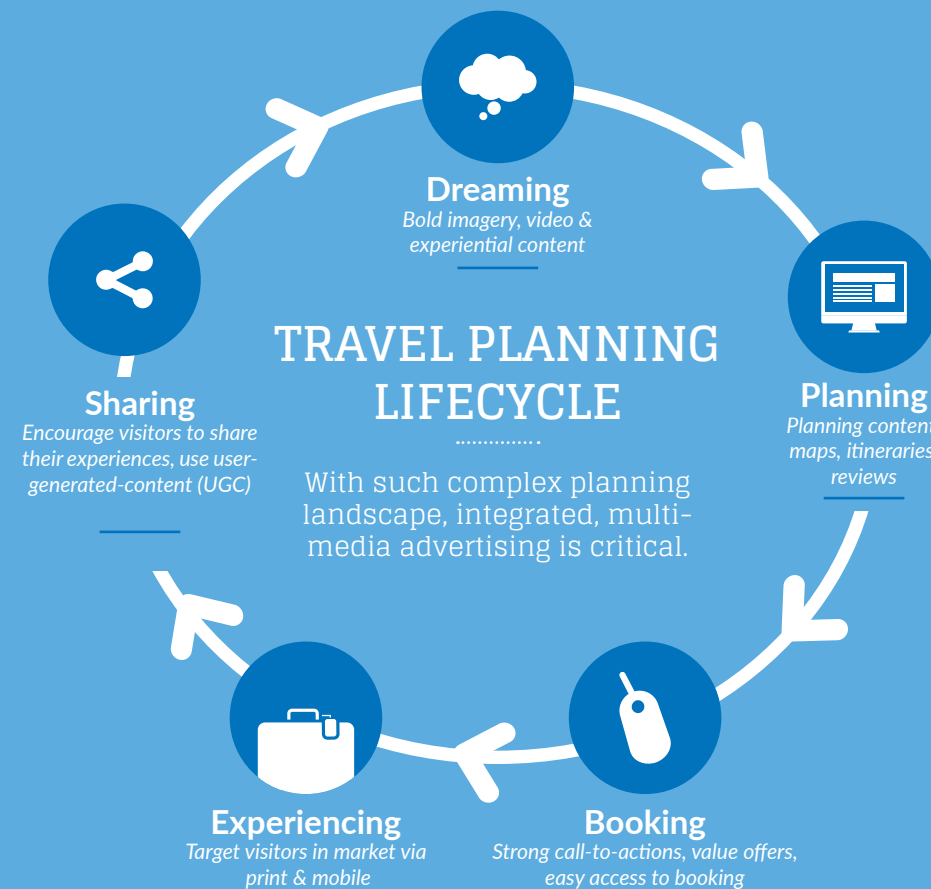 Dreaming
Bold imagery, video &
experiential content
TRAVEL PLANNING
LIFECYCLE
With such complex planning
landscape, integrated, multi-
media advertising is critical.
Planning
Planning content
maps, itineraries
reviews
Sharing
Encourage visitors to share
their experiences, use user-
generated-content (UGC)
Experiencing
Target visitors in market via
print & mobile
Booking
Strong call-to-actions, value offers,
easy access to booking